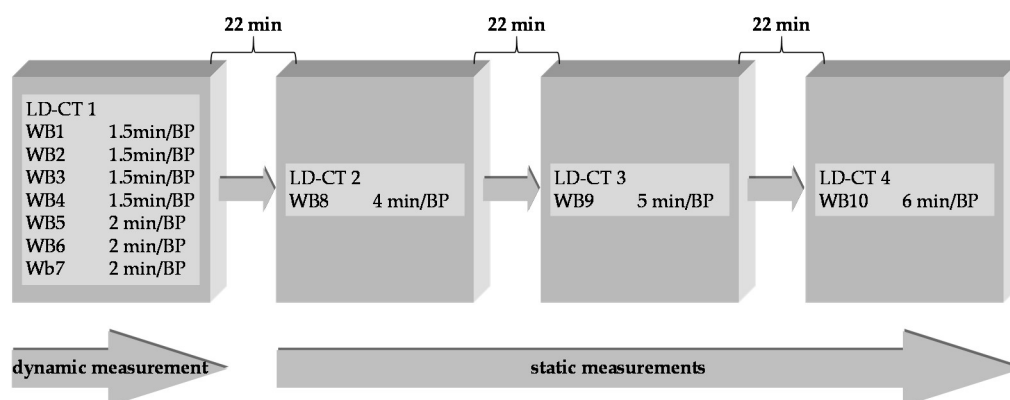 22 min
22 min
22 min
LD-CT 1
WB1 1.5min/BP
WB2 1.5min/BP
WB3 1.5min/BP
WB4 1.5min/BP
WB5 2 min/BP
WB6 2 min/BP
Wb7 2 min/BP
LD-CT 2
WB8 4 min/BP
LD-CT 3
WB9 5 min/BP
LD-CT 4
WB10 6 min/BP
dynamic measurement
static measurements